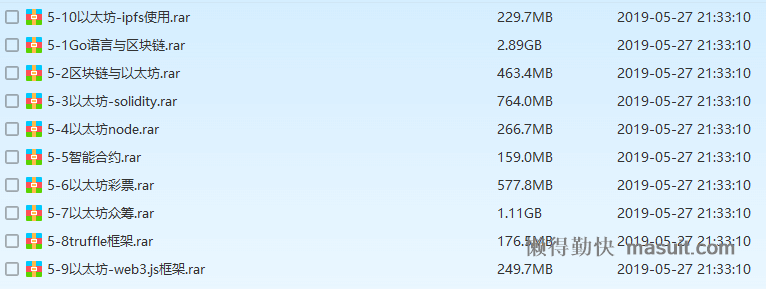 5-10以太坊-ipfs使用.rar 229.7MB 2019-05-27 21:33:10
5-1Go语言与区块链.rar 2.89GB 2019-05-27 21:33:10
5-2区块链与以太坊.rar 463.4MB 2019-05-27 21:33:10
5-3以太坊-solidity.rar 764.0MB 2019-05-27 21:33:10
5-4以太坊node.rar 266.7MB 2019-05-27 21:33:10
5-5智能合约.rar 159.0MB 2019-05-27 21:33:10
5-6以太坊彩票.rar 577.8MB 2019-05-27 21:33:10
5-7以太坊众筹.rar 1.11GB 2019-05-27 21:33:10
5-8truffle框架.rar 176.5MB 2019-05-27 21:33:10
懒得勤快 masuit.com
5-9以太坊-web3.js框架.rar 249.7MB 2019-05-27 21:33:10